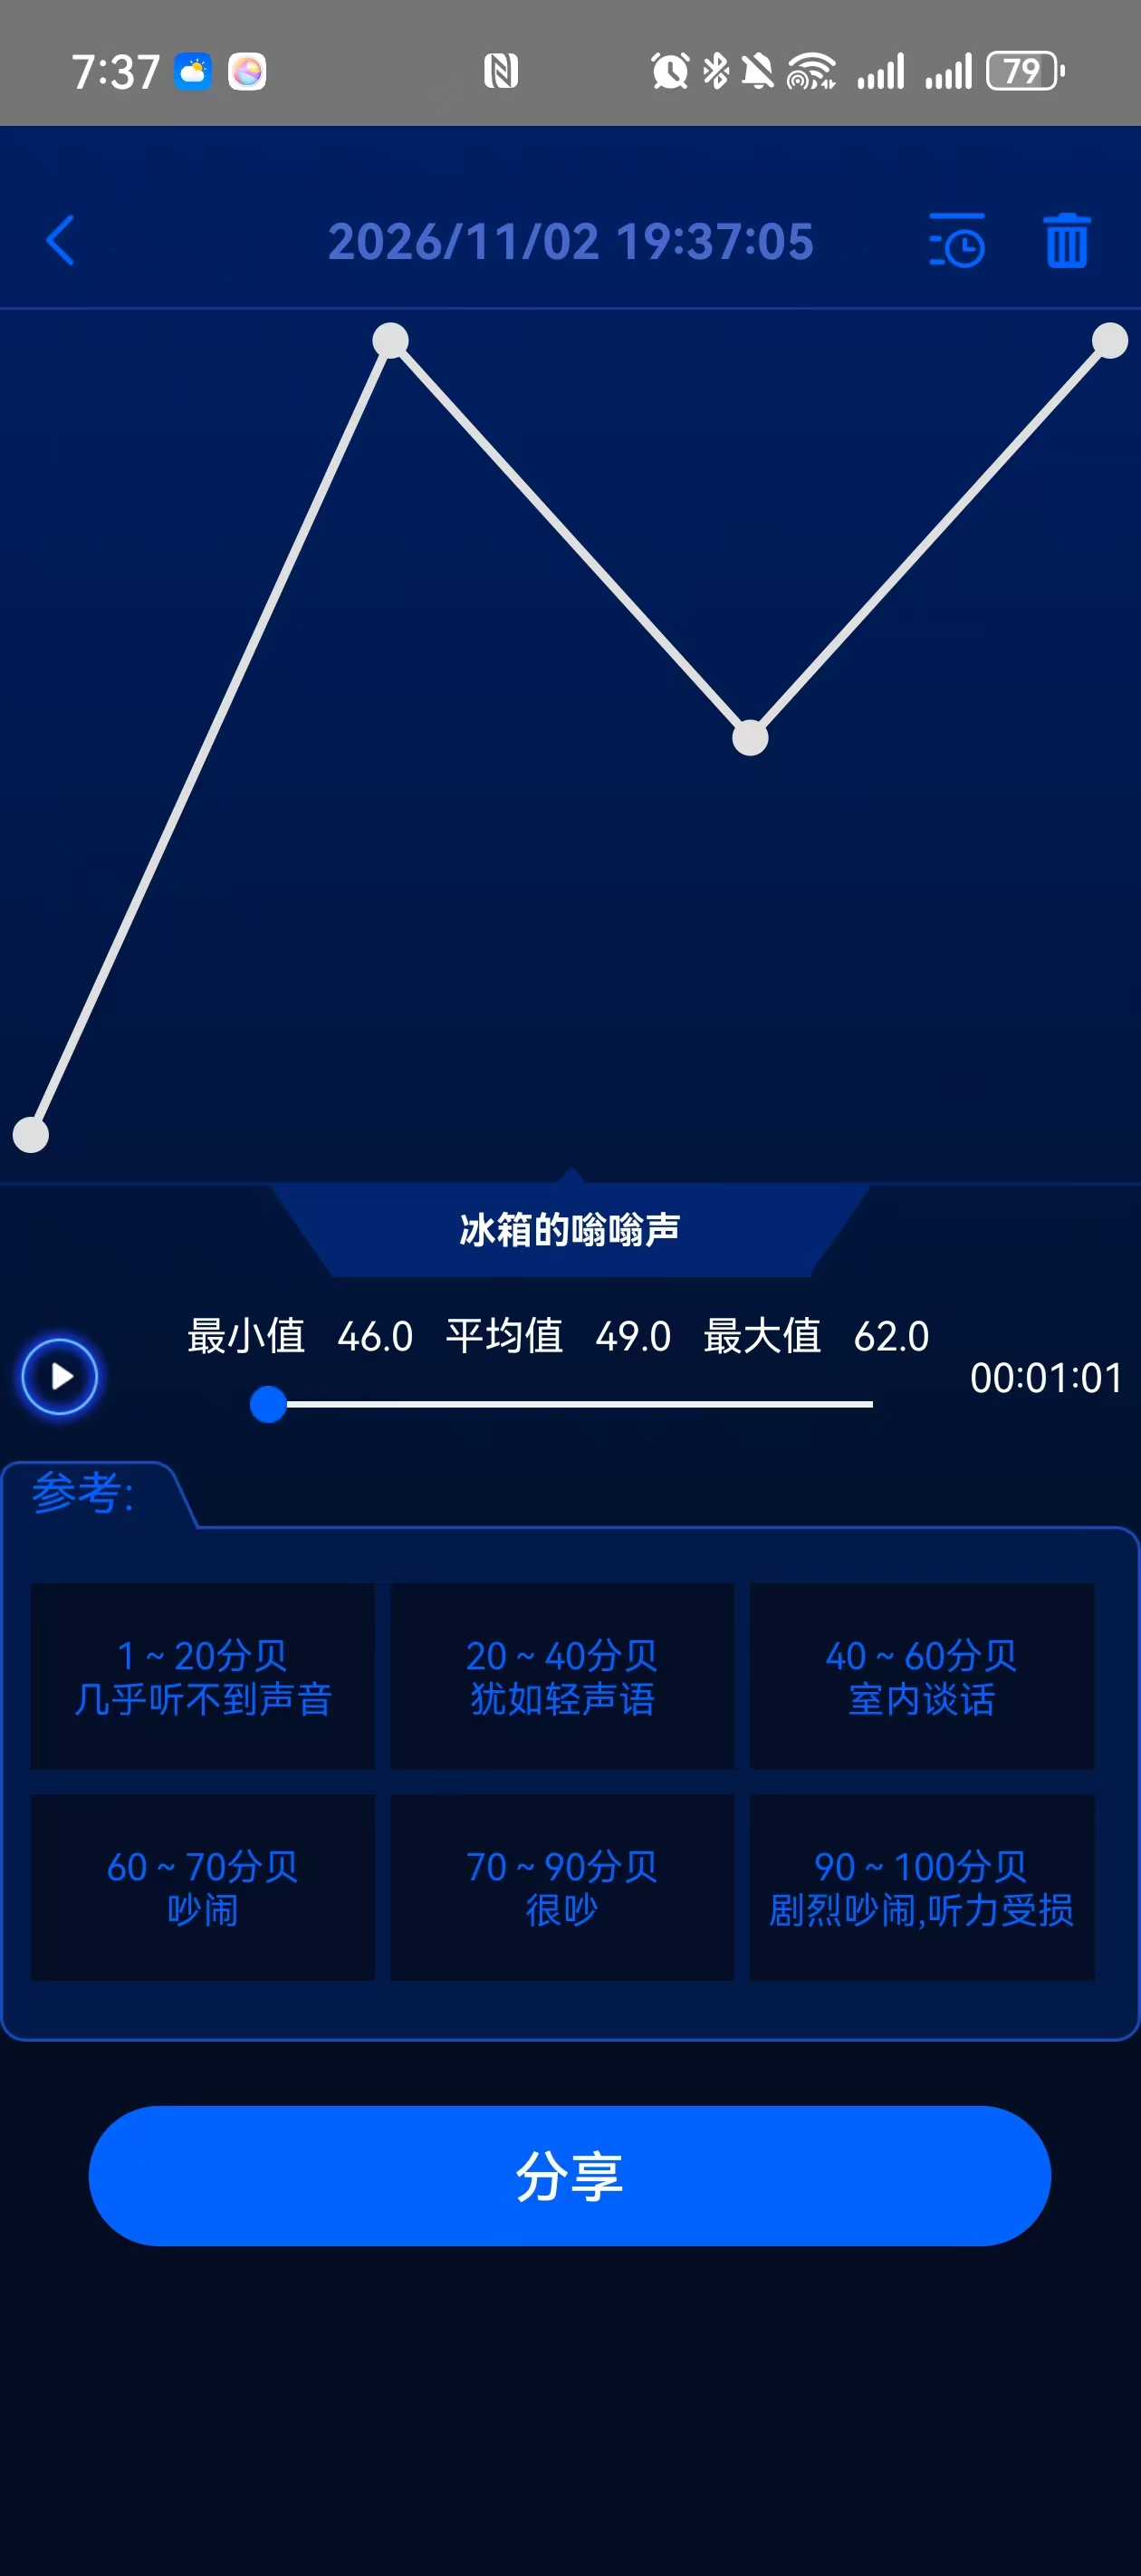 7:37
79
2026/11/02 19:37:05
冰箱的嗡嗡声
最小值 46.0 平均值 49.0 最大值 62.0
00:01:01
参考:
1 ~ 20分贝
几乎听不到声音
20 ~ 40分贝
犹如轻声语
40 ~ 60分贝
室内谈话
60 ~ 70分贝
吵闹
70 ~ 90分贝
很吵
90 ~ 100分贝
剧烈吵闹,听力受损
分享